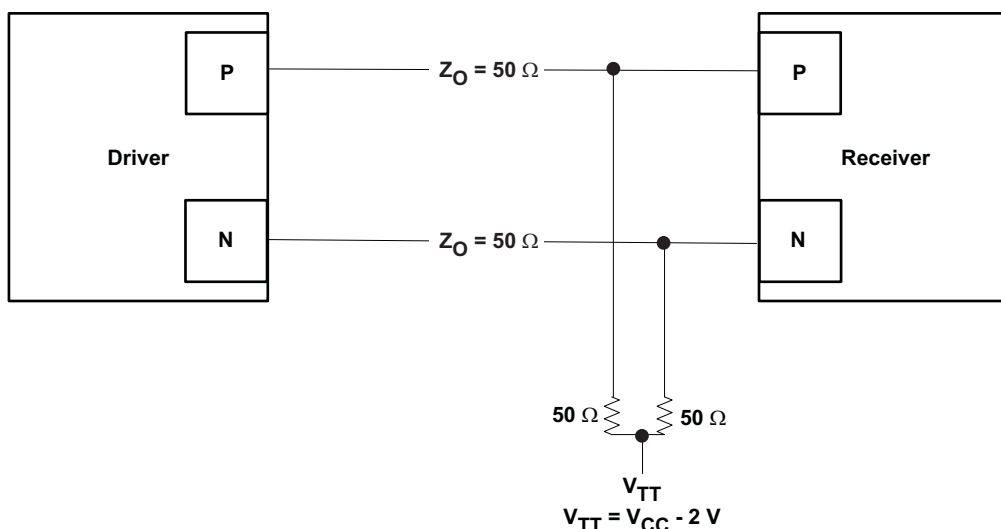 P
Z_O = 50 Ω
P
Driver
Receiver
N
Z_O = 50 Ω
N
50 Ω
50 Ω
V_TT
V_TT = V_CC - 2 V